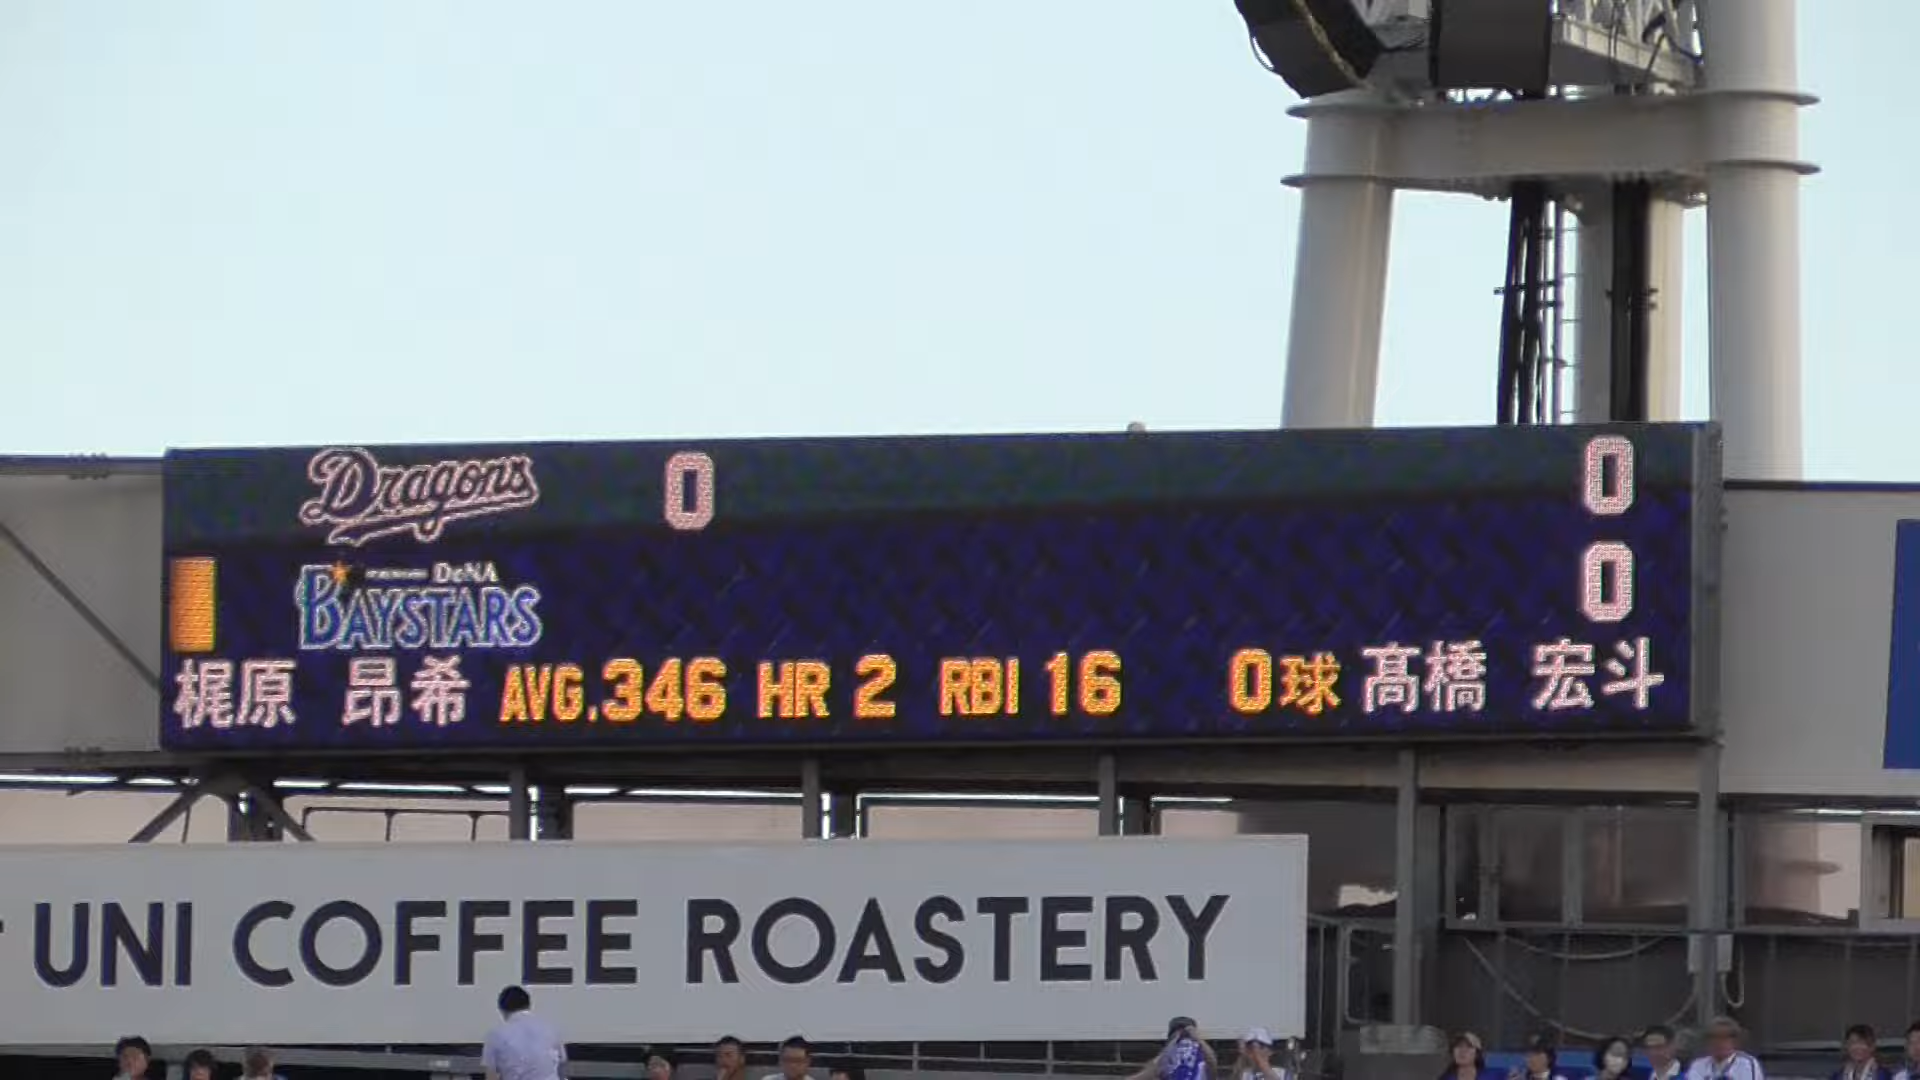 Dragons 0 0
DeNA
BAYSTARS 0
梶原 昂希 AVG.346 HR 2 RBI 16 0球 髙橋 宏斗
UNI COFFEE ROASTERY